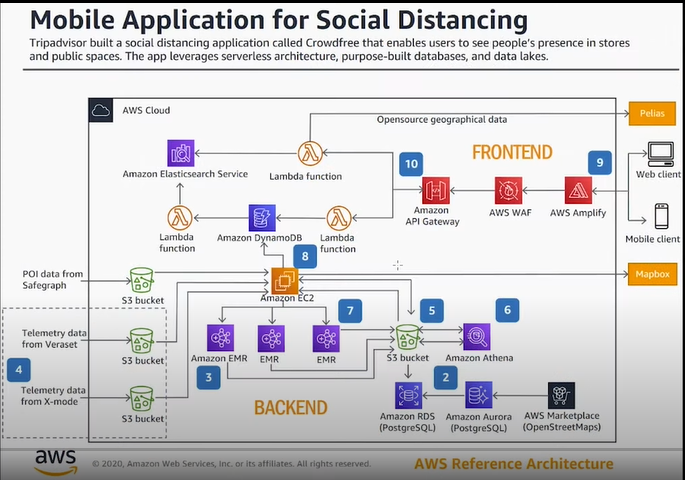 Mobile Application for Social Distancing
Tripadvisor built a social distancing application called Crowdfree that enables users to see people's presence in stores
and public spaces. The app leverages serverless architecture, purpose-built databases, and data lakes.
AWS Cloud
Opensource geographical data
Pelias
Amazon Elasticsearch Service
Lambda function
FRONTEND
10
9
Web client
Amazon
API Gateway
AWS WAF
AWS Amplify
Mobile client
Lambda
function
Amazon DynamoDB
Lambda
function
8
POI data from
Safegraph
S3 bucket
Amazon EC2
Mapbox
7
5
6
Telemetry data
from Veraset
S3 bucket
Amazon EMR
EMR
EMR
S3 bucket
Amazon Athena
4
3
2
Telemetry data
from X-mode
S3 bucket
BACKEND
Amazon RDS
(PostgreSQL)
Amazon Aurora
(PostgreSQL)
AWS Marketplace
(OpenStreetMaps)
aws
© 2020, Amazon Web Services, Inc. or its affiliates. All rights reserved.
AWS Reference Architecture